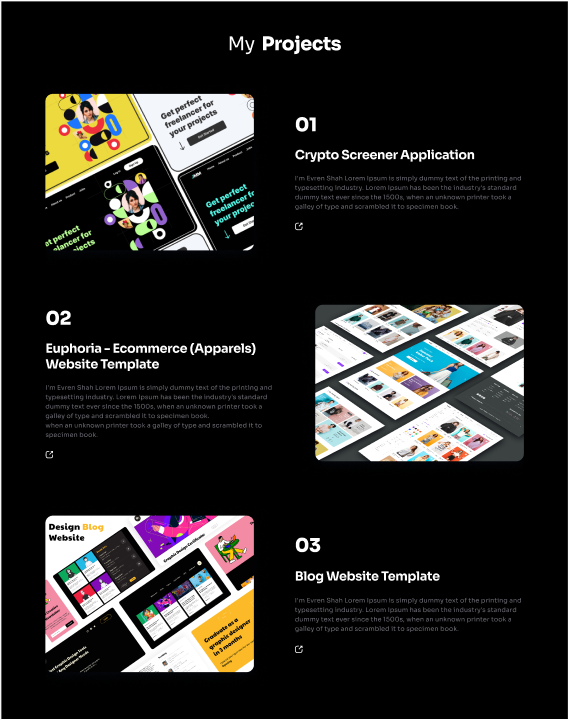 My Projects
Get perfect
freelancer for
your projects
Get Started
Get perfect
freelancer for
your projects
01
Crypto Screener Application
I'm Evren Shah Lorem Ipsum is simply dummy text of the printing and
typesetting industry. Lorem Ipsum has been the industry's standard
dummy text ever since the 1500s, when an unknown printer took a
galley of type and scrambled it to specimen book.
02
Euphoria - Ecommerce (Apparels)
Website Template
I'm Evren Shah Lorem Ipsum is simply dummy text of the printing and
typesetting industry. Lorem Ipsum has been the industry's standard
dummy text ever since the 1500s, when an unknown printer took a
galley of type and scrambled it to specimen book.
when an unknown printer took a galley of type and scrambled it to
specimen book.
Design Blog
Website
Graphic Design Certificates
Graduate as a
graphic designer
in 3 months
03
Blog Website Template
I'm Evren Shah Lorem Ipsum is simply dummy text of the printing and
typesetting industry. Lorem Ipsum has been the industry's standard
dummy text ever since the 1500s, when an unknown printer took a
galley of type and scrambled it to specimen book.